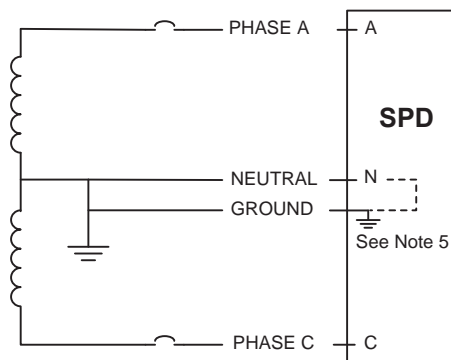 PHASE A A
SPD
NEUTRAL N
GROUND
See Note 5
PHASE C C